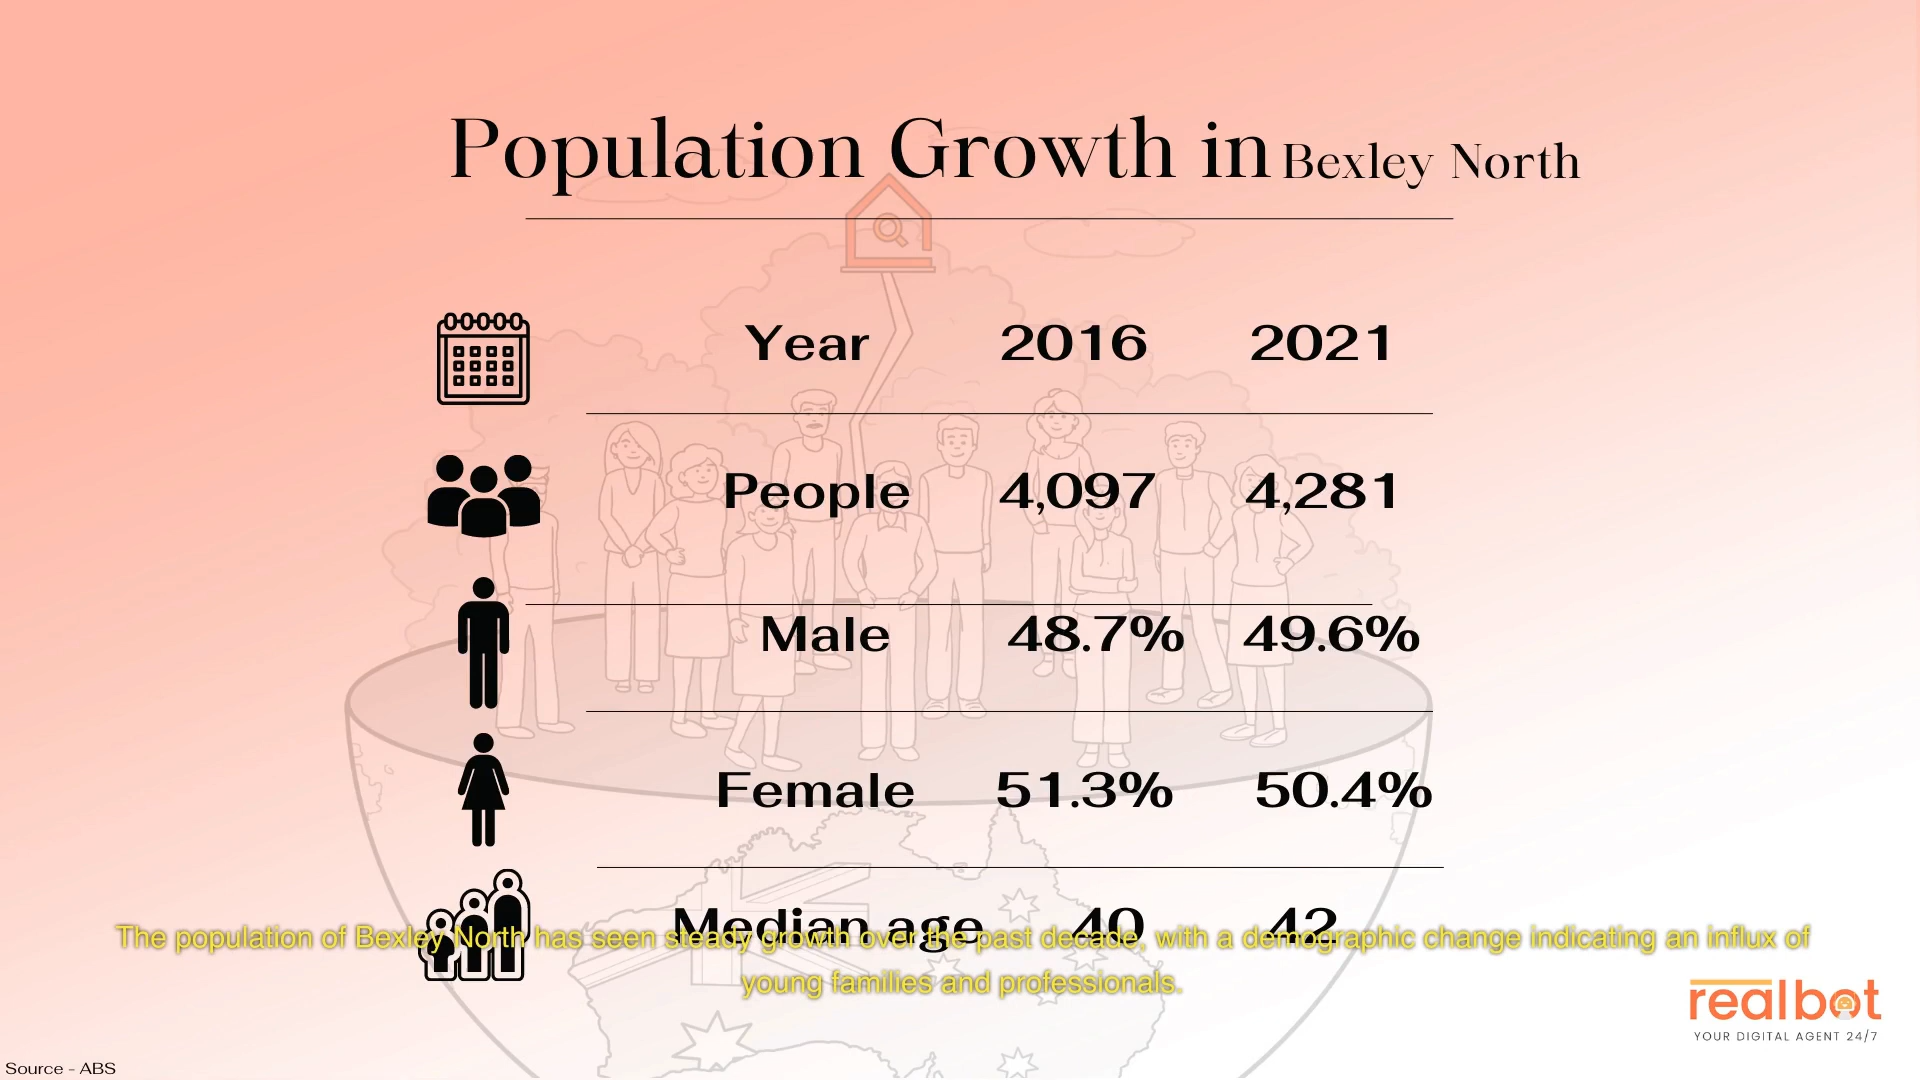 Population Growth in Bexley North
Year 2016 2021
People 4,097 4,281
Male 48.7% 49.6%
Female 51.3% 50.4%
Median age 40 42
The population of Bexley North has seen steady growth over the past decade, with a demographic change indicating an influx of
young families and professionals.
realbot
YOUR DIGITAL AGENT 24/7
Source - ABS